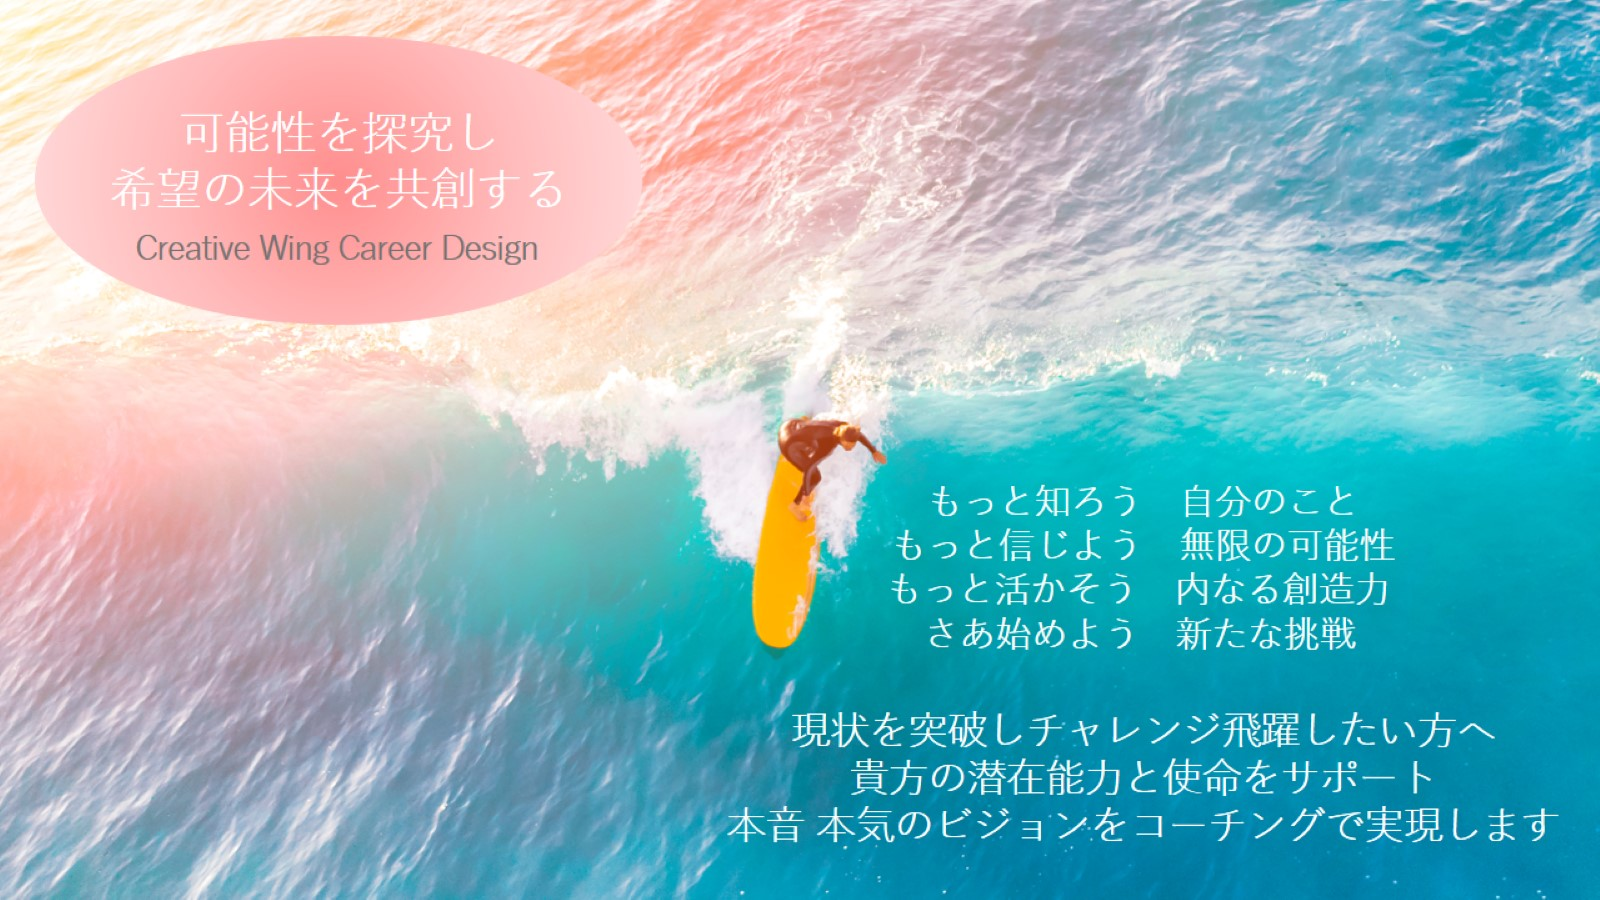 可能性を探究し
希望の未来を共創する
Creative Wing Career Design
もっと知ろう　自分のこと
もっと信じよう　無限の可能性
もっと活かそう　内なる創造力
さあ始めよう　新たな挑戦
現状を突破しチャレンジ飛躍したい方へ
貴方の潜在能力と使命をサポート
本音 本気のビジョンをコーチングで実現します